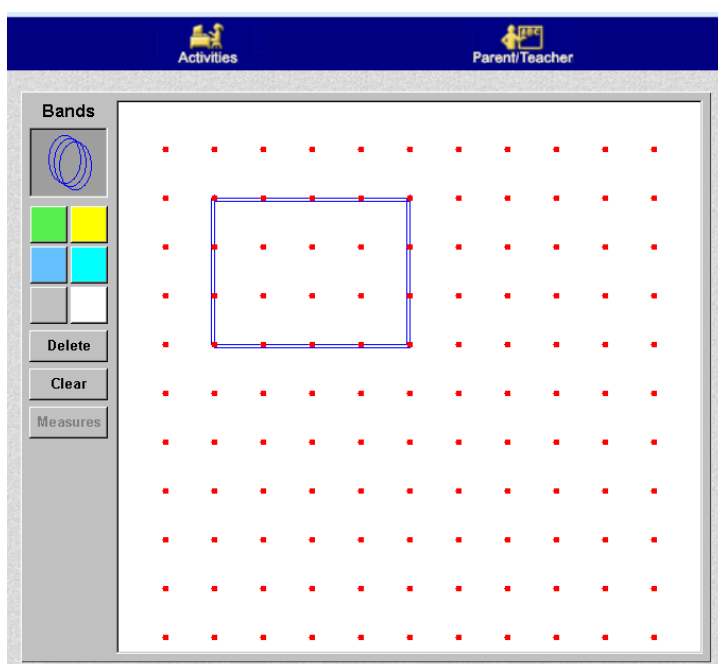 Activities
Parent/Teacher
Bands
Delete
Clear
Measures